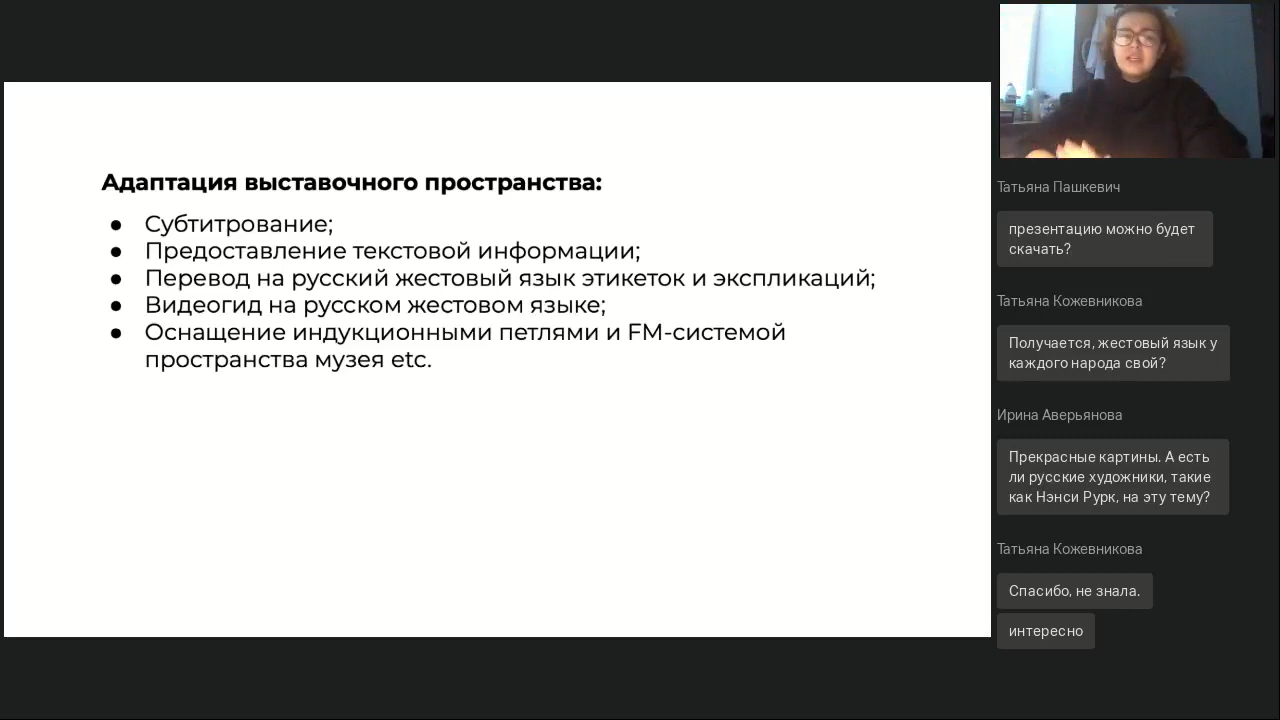 Адаптация выставочного пространства:
● Субтитрование;
● Предоставление текстовой информации;
● Перевод на русский жестовый язык этикеток и экспликаций;
● Видеогид на русском жестовом языке;
● Оснащение индукционными петлями и FM-системой
пространства музея etc.
Татьяна Пашкевич
презентацию можно будет
скачать?
Татьяна Кожевникова
Получается, жестовый язык у
каждого народа свой?
Ирина Аверьянова
Прекрасные картины. А есть
ли русские художники, такие
как Нэнси Рурк, на эту тему?
Татьяна Кожевникова
Спасибо, не знала.
интересно